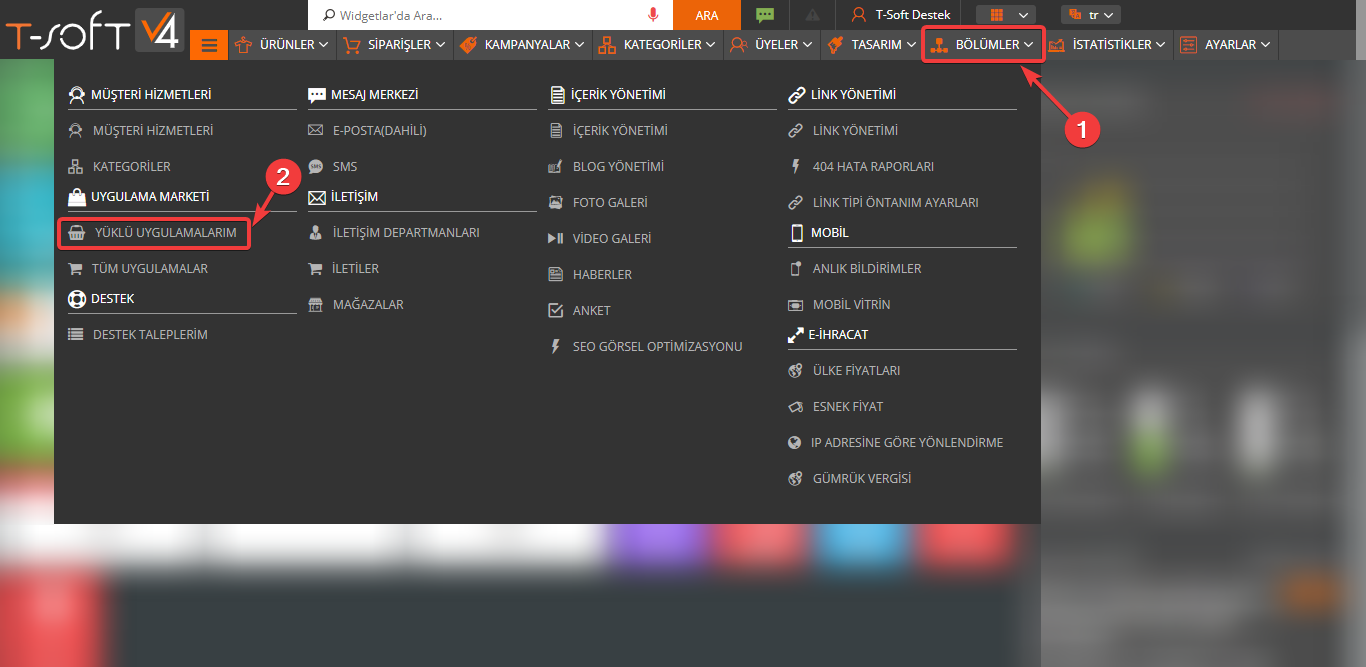 T-SOFT V4
Widgetlar'da Ara...
ARA
T-Soft Destek
tr
ÜRÜNLER
SİPARİŞLER
KAMPANYALAR
KATEGORİLER
ÜYELER
TASARIM
BÖLÜMLER
İSTATİSTİKLER
AYARLAR
1
MÜŞTERİ HİZMETLERİ
MÜŞTERİ HİZMETLERİ
KATEGORİLER
UYGULAMA MARKETİ
2
YÜKLÜ UYGULAMALARIM
TÜM UYGULAMALAR
DESTEK
DESTEK TALEPLERİM
MESAJ MERKEZİ
E-POSTA(DAHİLİ)
SMS
SMS
İLETİŞİM
İLETİŞİM DEPARTMANLARI
İLETİLER
MAĞAZALAR
İÇERİK YÖNETİMİ
İÇERİK YÖNETİMİ
BLOG YÖNETİMİ
FOTO GALERİ
VİDEO GALERİ
HABERLER
ANKET
SEO GÖRSEL OPTİMİZASYONU
LİNK YÖNETİMİ
LİNK YÖNETİMİ
404 HATA RAPORLARI
LİNK TİPİ ÖNTANIM AYARLARI
MOBİL
ANLIK BİLDİRİMLER
MOBİL VİTRİN
E-İHRACAT
ÜLKE FİYATLARI
ESNEK FİYAT
IP ADRESİNE GÖRE YÖNLENDİRME
GÜMRÜK VERGİSİ